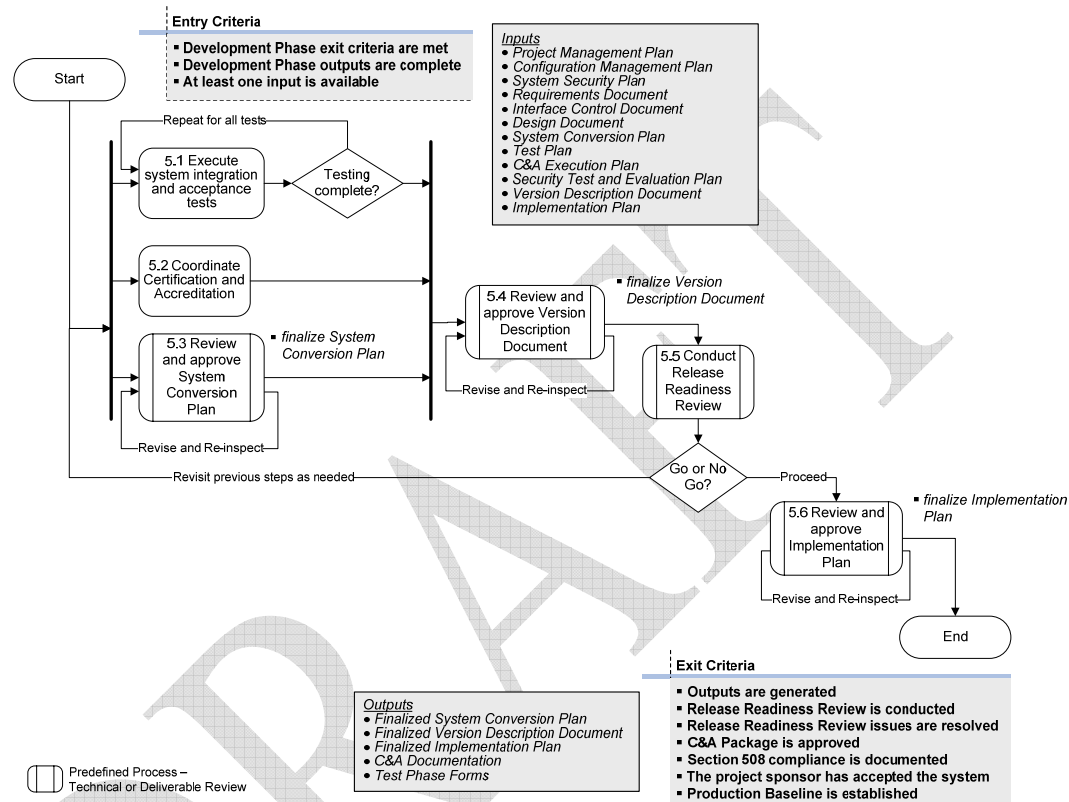 Entry Criteria
▪ Development Phase exit criteria are met
▪ Development Phase outputs are complete
▪ At least one input is available
Start
Inputs
● Project Management Plan
● Configuration Management Plan
● System Security Plan
● Requirements Document
● Interface Control Document
● Design Document
● System Conversion Plan
● Test Plan
● C&A Execution Plan
● Security Test and Evaluation Plan
● Version Description Document
● Implementation Plan
Repeat for all tests
5.1 Execute
system integration
and acceptance
tests
Testing
complete?
5.2 Coordinate
Certification and
Accreditation
5.3 Review
and approve
System
Conversion
Plan
▪ finalize System
Conversion Plan
Revise and Re-inspect
5.4 Review and
approve Version
Description
Document
▪ finalize Version
Description Document
Revise and Re-inspect
5.5 Conduct
Release
Readiness
Review
Go or No
Go?
Revisit previous steps as needed
Proceed
5.6 Review and
approve
Implementation
Plan
▪ finalize Implementation
Plan
Revise and Re-inspect
End
Exit Criteria
▪ Outputs are generated
▪ Release Readiness Review is conducted
▪ Release Readiness Review issues are resolved
▪ C&A Package is approved
▪ Section 508 compliance is documented
▪ The project sponsor has accepted the system
▪ Production Baseline is established
Outputs
● Finalized System Conversion Plan
● Finalized Version Description Document
● Finalized Implementation Plan
● C&A Documentation
● Test Phase Forms
Predefined Process –
Technical or Deliverable Review
DRAFT